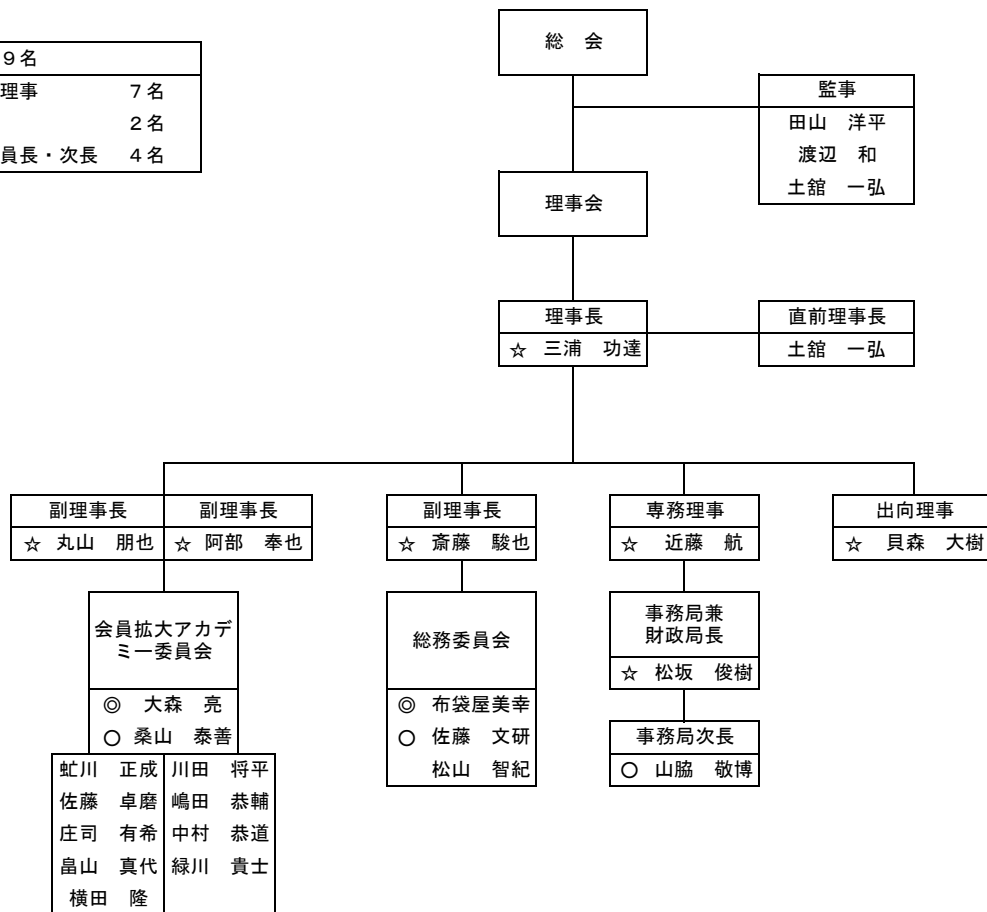 総　会
９名
理事　７名
２名
員長・次長　４名
監事
田山　洋平
渡辺　和
土舘　一弘
理事会
理事長
☆　三浦　功達
直前理事長
土舘　一弘
副理事長
☆　丸山　朋也
副理事長
☆　阿部　奉也
副理事長
☆　斎藤　駿也
専務理事
☆　近藤　航
出向理事
☆　貝森　大樹
会員拡大アカデ
ミー委員会
◎　大森　亮
○　桑山　泰善
虻川　正成
川田　将平
佐藤　卓磨
嶋田　恭輔
庄司　有希
中村　恭道
畠山　真代
緑川　貴士
横田　隆
総務委員会
◎　布袋屋美幸
○　佐藤　文研
松山　智紀
事務局兼
財政局長
☆　松坂　俊樹
事務局次長
○　山脇　敬博